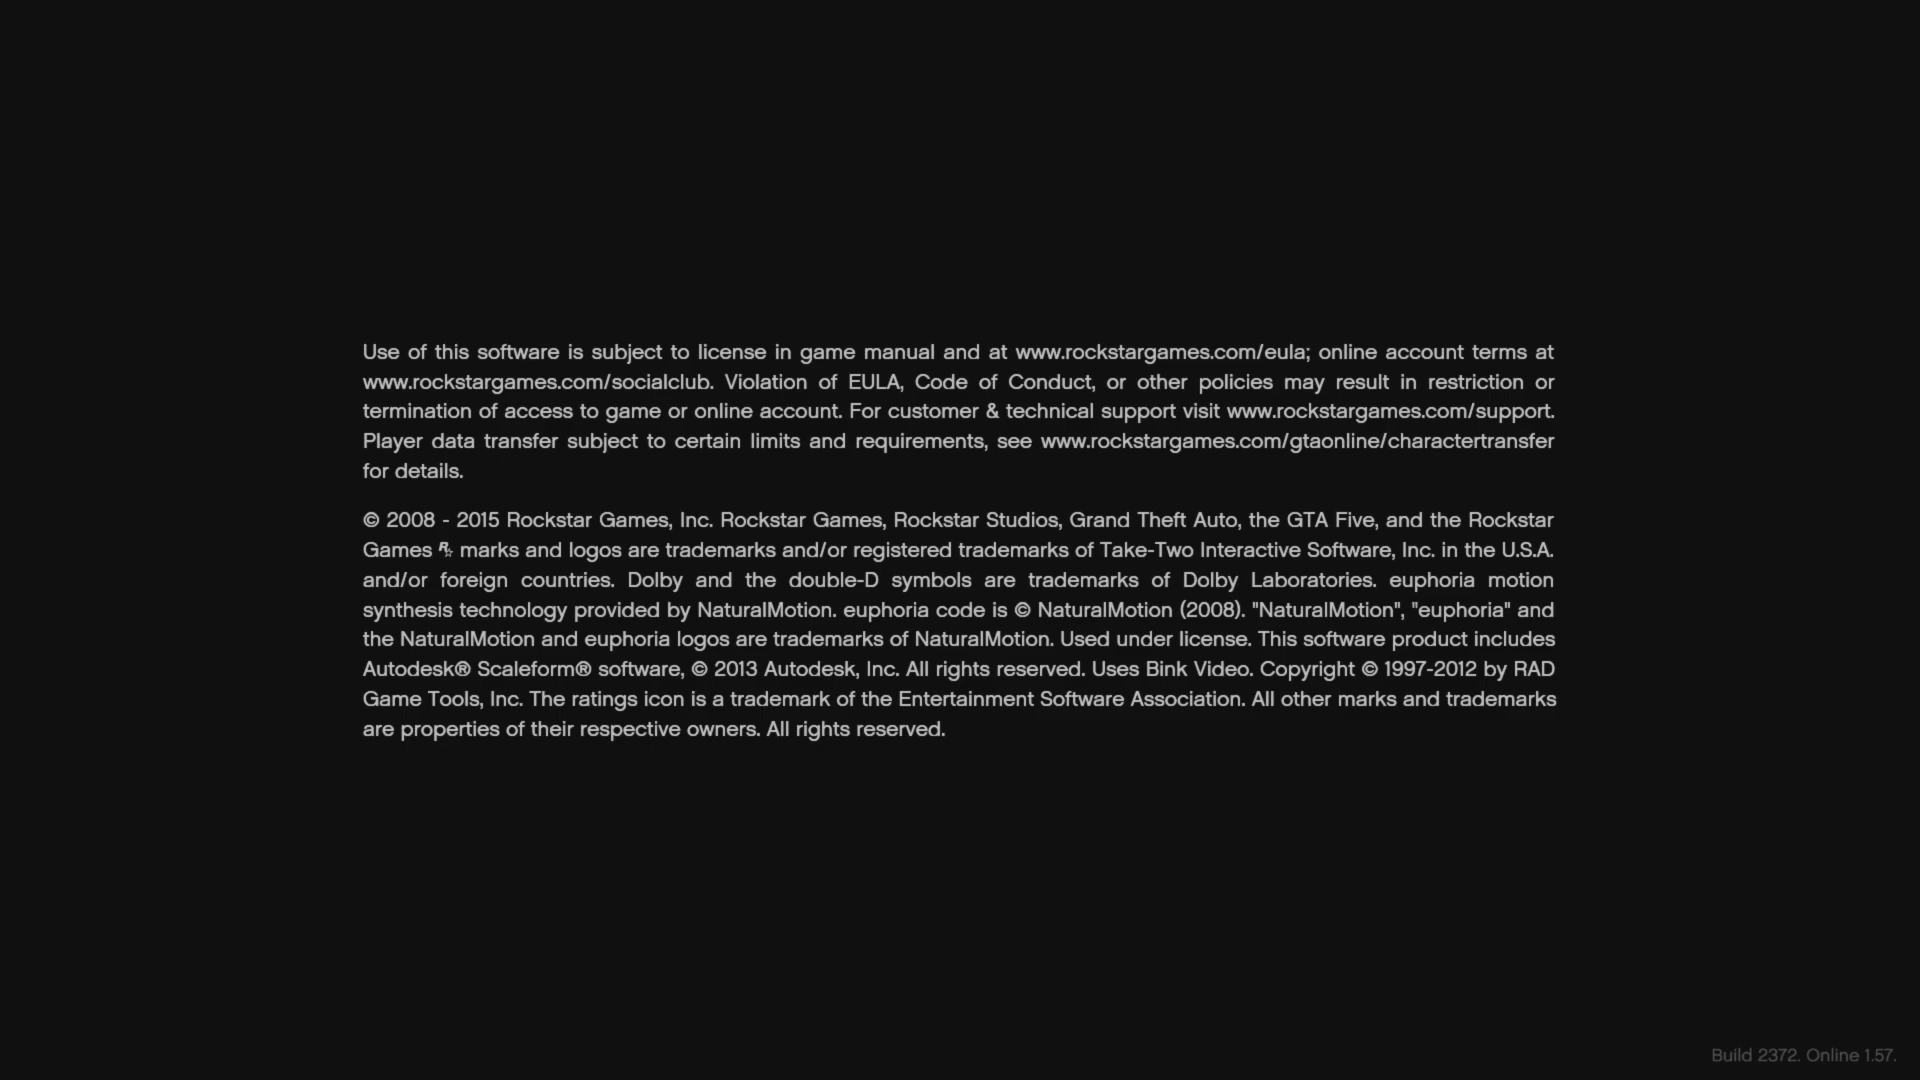 Use of this software is subject to license in game manual and at www.rockstargames.com/eula; online account terms at
www.rockstargames.com/socialclub. Violation of EULA, Code of Conduct, or other policies may result in restriction or
termination of access to game or online account. For customer & technical support visit www.rockstargames.com/support.
Player data transfer subject to certain limits and requirements, see www.rockstargames.com/gtaonline/charactertransfer
for details.
© 2008 - 2015 Rockstar Games, Inc. Rockstar Games, Rockstar Studios, Grand Theft Auto, the GTA Five, and the Rockstar
Games R* marks and logos are trademarks and/or registered trademarks of Take-Two Interactive Software, Inc. in the U.S.A.
and/or foreign countries. Dolby and the double-D symbols are trademarks of Dolby Laboratories. euphoria motion
synthesis technology provided by NaturalMotion. euphoria code is © NaturalMotion (2008). "NaturalMotion", "euphoria" and
the NaturalMotion and euphoria logos are trademarks of NaturalMotion. Used under license. This software product includes
Autodesk® Scaleform® software, © 2013 Autodesk, Inc. All rights reserved. Uses Bink Video. Copyright © 1997-2012 by RAD
Game Tools, Inc. The ratings icon is a trademark of the Entertainment Software Association. All other marks and trademarks
are properties of their respective owners. All rights reserved.
Build 2372. Online 1.57.